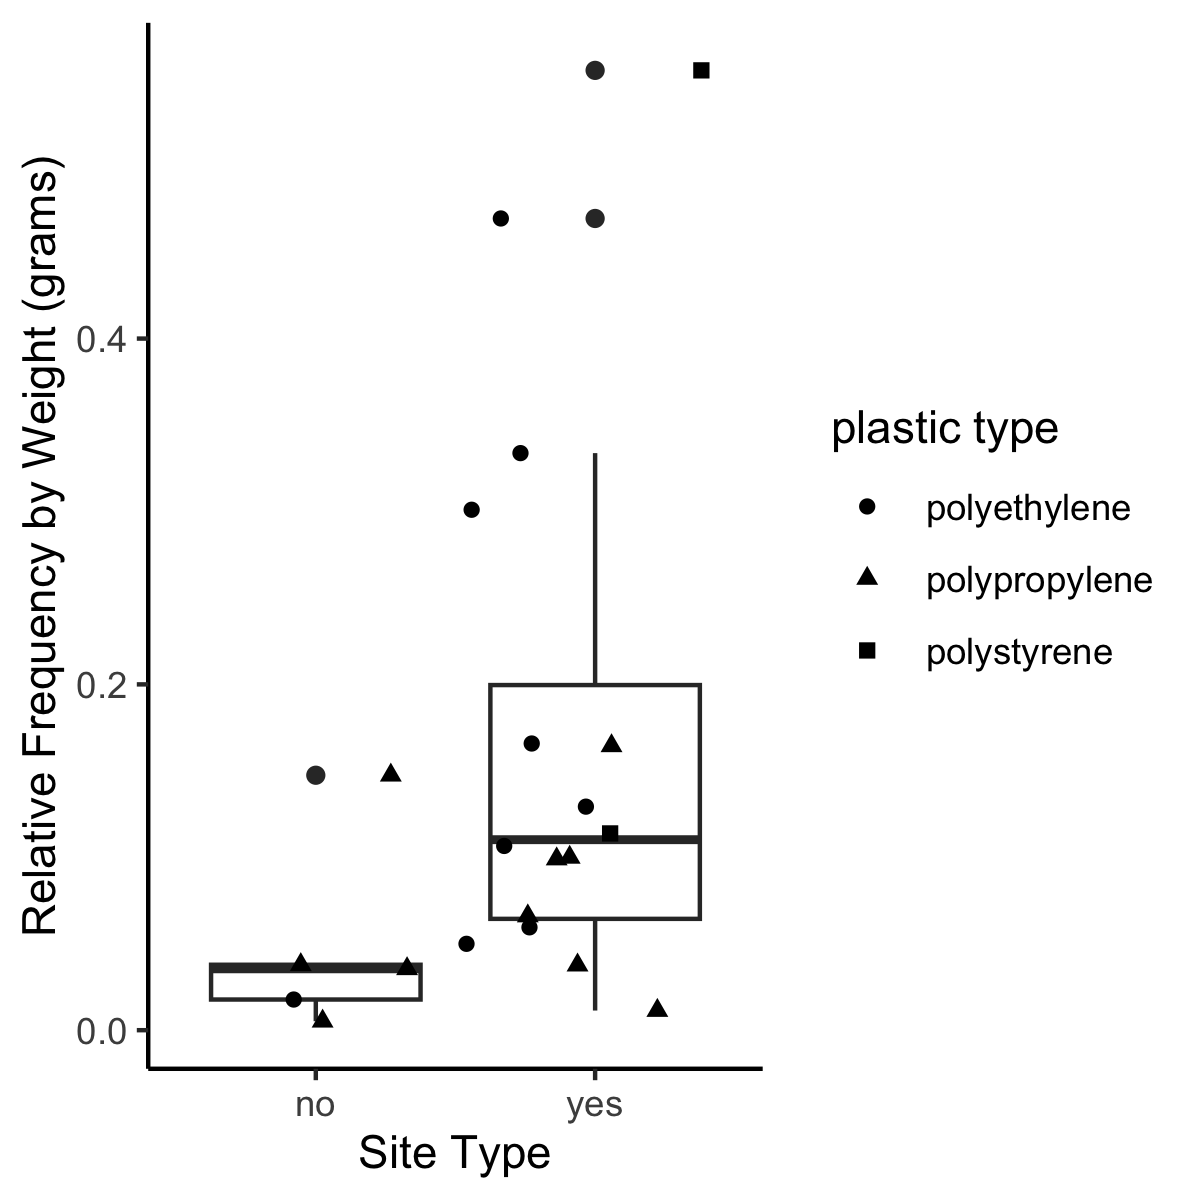 Relative Frequency by Weight (grams)
0.4
0.2
0.0
no
yes
Site Type
plastic type
polyethylene
polypropylene
polystyrene